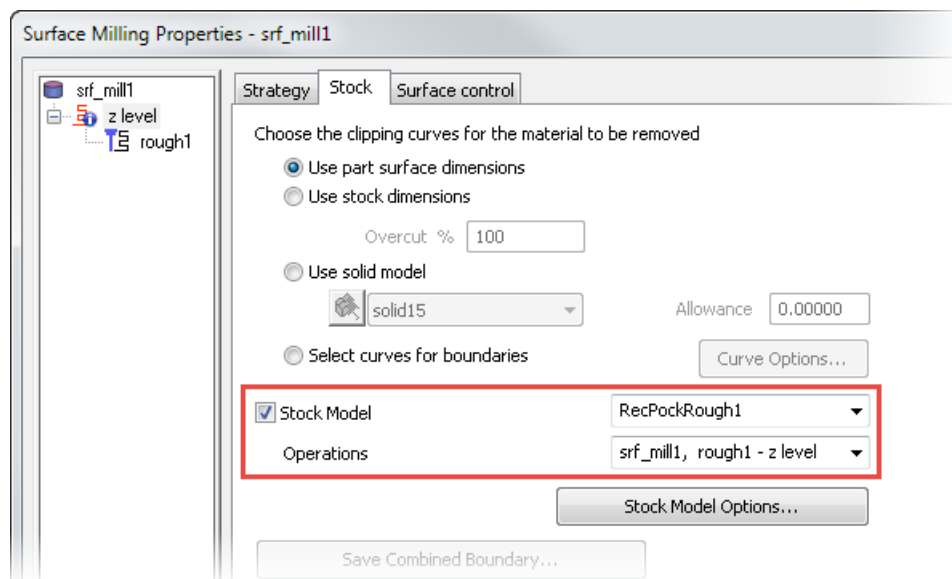 Surface Milling Properties - srf_mill1
srf_mill1
z level
rough1
Strategy Stock Surface control
Choose the clipping curves for the material to be removed
Use part surface dimensions
Use stock dimensions
Overcut % 100
Use solid model
solid15 Allowance 0.00000
Select curves for boundaries Curve Options...
Stock Model RecPockRough1
Operations srf_mill1, rough1 - z level
Stock Model Options...
Save Combined Boundary...